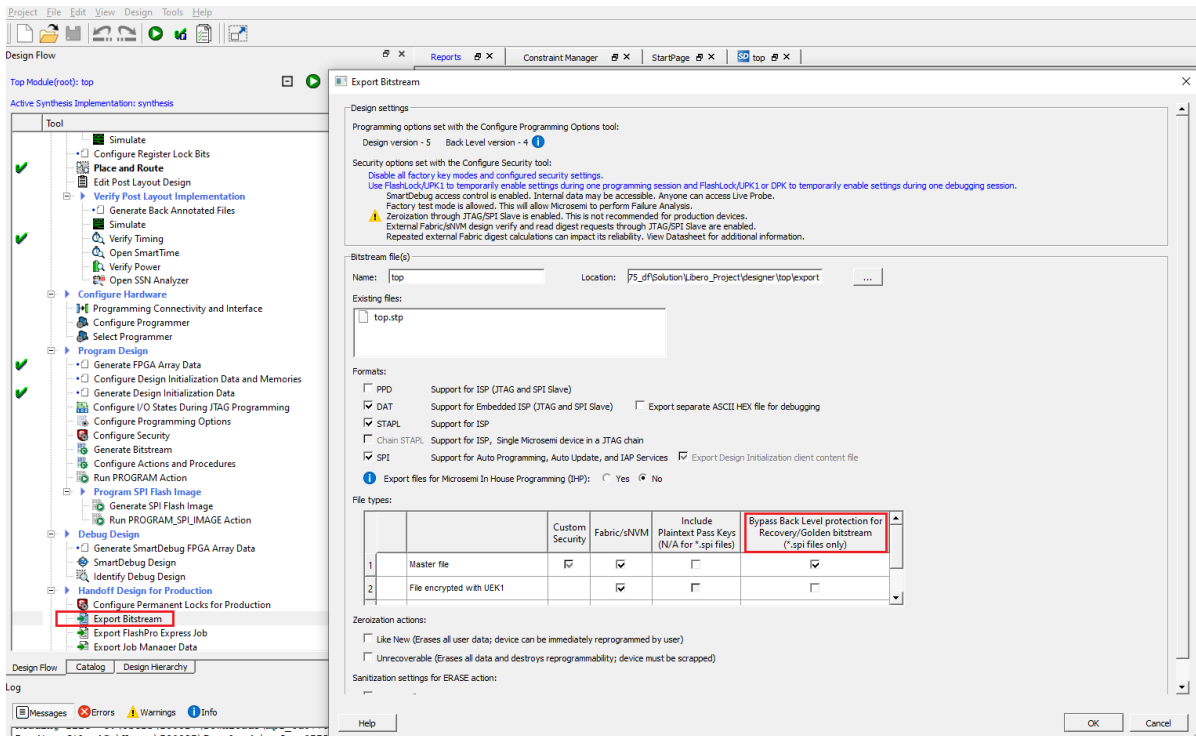 Project File Edit View Design Tools Help
Design Flow
Reports
Constraint Manager
StartPage
top
Top Module(root): top
Active Synthesis Implementation: synthesis
Tool
Simulate
Configure Register Lock Bits
Place and Route
Edit Post Layout Design
Verify Post Layout Implementation
Generate Back Annotated Files
Simulate
Verify Timing
Open SmartTime
Verify Power
Open SSN Analyzer
Configure Hardware
Programming Connectivity and Interface
Configure Programmer
Select Programmer
Program Design
Generate FPGA Array Data
Configure Design Initialization Data and Memories
Generate Design Initialization Data
Configure I/O States During JTAG Programming
Configure Programming Options
Configure Security
Generate Bitstream
Configure Actions and Procedures
Run PROGRAM Action
Program SPI Flash Image
Generate SPI Flash Image
Run PROGRAM_SPI_IMAGE Action
Debug Design
Generate SmartDebug FPGA Array Data
SmartDebug Design
Identify Debug Design
Handoff Design for Production
Configure Permanent Locks for Production
Export Bitstream
Export FlashPro Express Job
Export Job Manager Data
Design Flow Catalog Design Hierarchy
Log
Messages Errors Warnings Info
Export Bitstream
Design settings
Programming options set with the Configure Programming Options tool:
Design version - 5 Back Level version - 4
Security options set with the Configure Security tool:
Disable all factory key modes and configured security settings.
Use FlashLock/UPK1 to temporarily enable settings during one programming session and FlashLock/UPK1 or DPK to temporarily enable settings during one debugging session.
SmartDebug access control is enabled. Internal data may be accessible. Anyone can access Live Probe.
Factory test mode is allowed. This will allow Microsemi to perform Failure Analysis.
Zeroization through JTAG/SPI Slave is enabled. This is not recommended for production devices.
External Fabric/sNVM design verify and read digest requests through JTAG/SPI Slave are enabled.
Repeated external Fabric digest calculations can impact its reliability. View Datasheet for additional information.
Bitstream file(s)
Name: top Location: 75_df\Solution\Libero_Project\designer\top\export ...
Existing files:
top.stp
Formats:
PPD Support for ISP (JTAG and SPI Slave)
DAT Support for Embedded ISP (JTAG and SPI Slave) Export separate ASCII HEX file for debugging
STAPL Support for ISP
Chain STAPL Support for ISP, Single Microsemi device in a JTAG chain
SPI Support for Auto Programming, Auto Update, and IAP Services Export Design Initialization client content file
Export files for Microsemi In House Programming (IHP): Yes No
File types:
Custom Security
Fabric/sNVM
Include Plaintext Pass Keys (N/A for *.spi files)
Bypass Back Level protection for Recovery/Golden bitstream (*.spi files only)
1 Master file
2 File encrypted with UEK1
Zeroization actions:
Like New (Erases all user data; device can be immediately reprogrammed by user)
Unrecoverable (Erases all data and destroys reprogrammability; device must be scrapped)
Sanitization settings for ERASE action:
Help OK Cancel